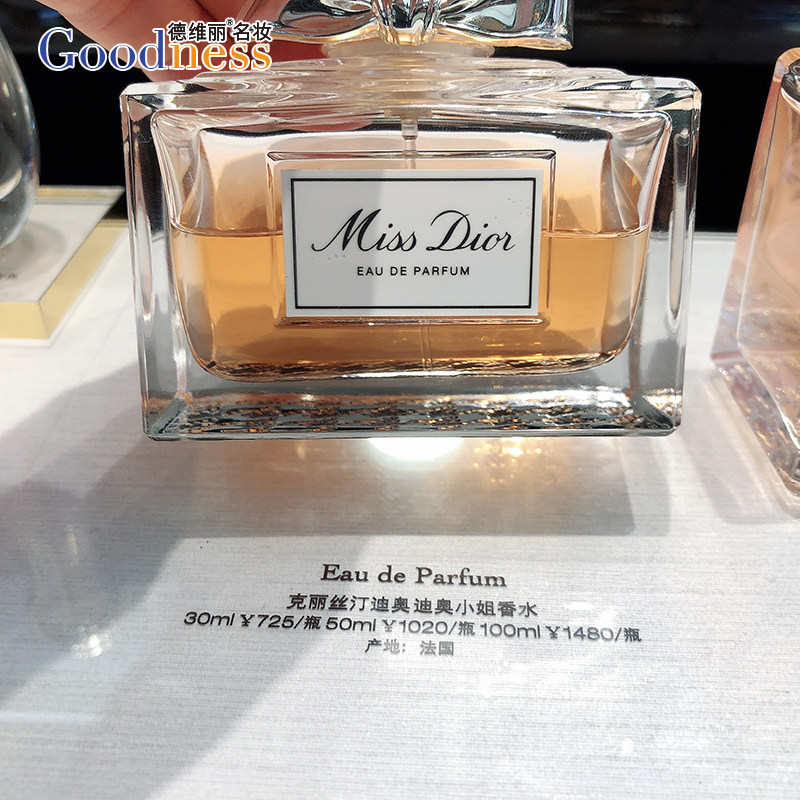 德维丽®名妆
Goodness
Miss Dior
EAU DE PARFUM
Eau de Parfum
克丽丝汀迪奥迪奥小姐香水
30ml ¥725/瓶 50ml ¥1020/瓶 100ml ¥1480/瓶
产地：法国